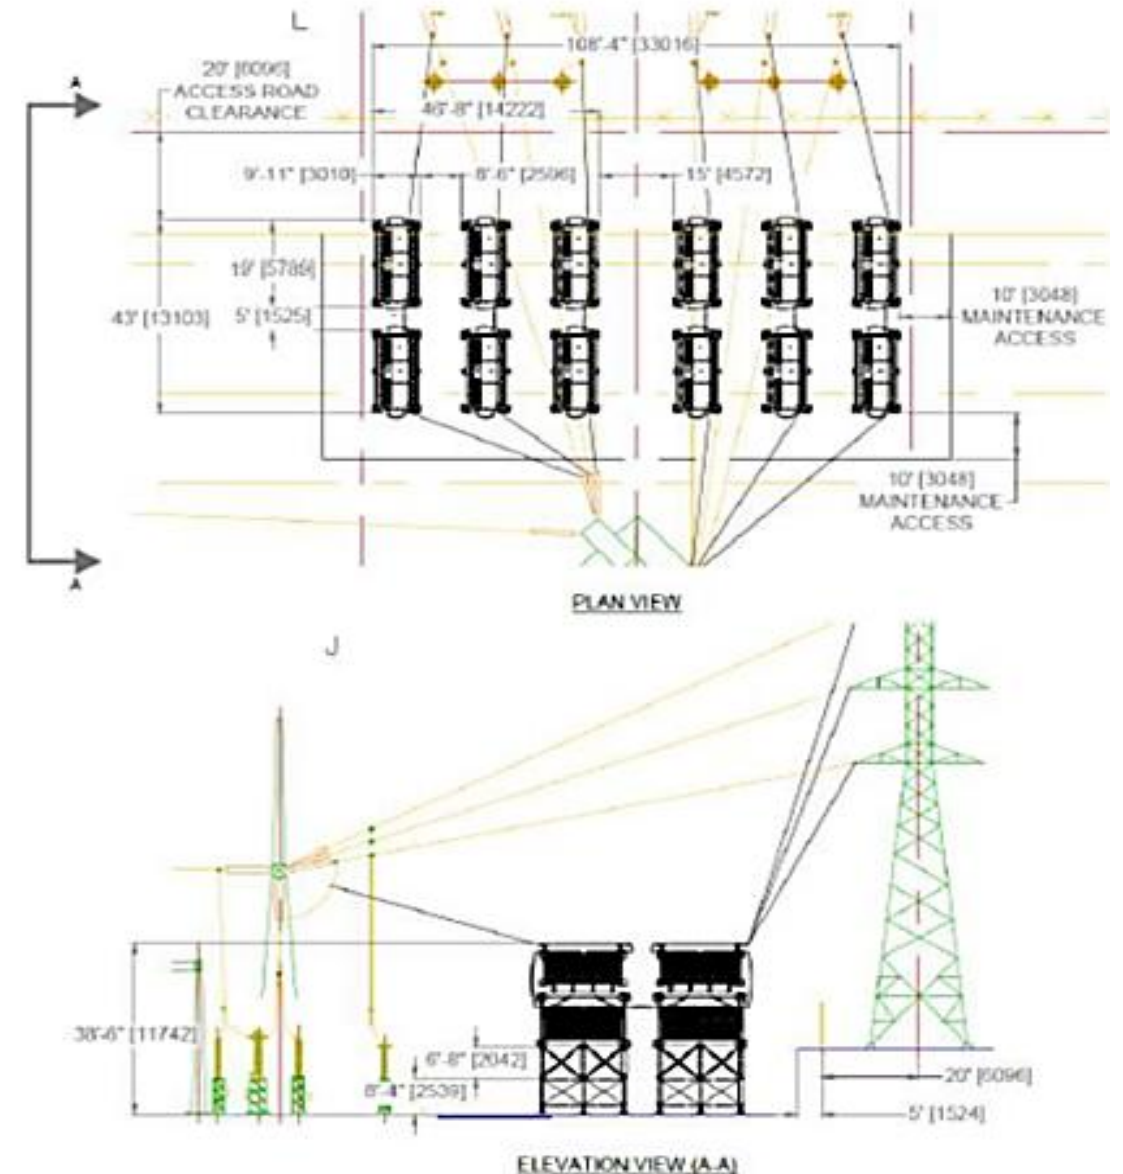 L
108'-4" [33016]
A
20' [6096]
ACCESS ROAD
CLEARANCE
46'-8" [14222]
9'-11" [3010]
8'-6" [2596]
15' [4572]
19' [5789]
43' [13103]
5' [1525]
10' [3048]
MAINTENANCE
ACCESS
10' [3048]
MAINTENANCE
ACCESS
A
PLAN VIEW
J
38'-6" [11742]
6'-8" [2042]
8'-4" [2539]
20" [6096]
5' [1524]
ELEVATION VIEW (A-A)